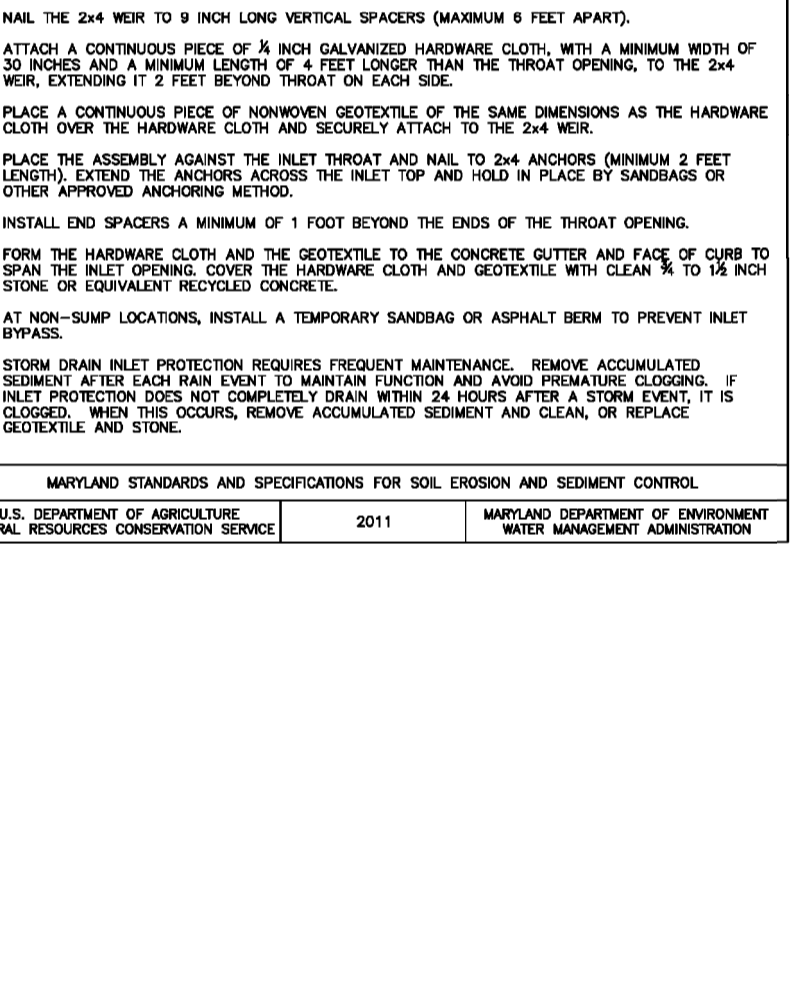 NAIL THE 2x4 WEIR TO 9 INCH LONG VERTICAL SPACERS (MAXIMUM 6 FEET APART).
ATTACH A CONTINUOUS PIECE OF ¼ INCH GALVANIZED HARDWARE CLOTH, WITH A MINIMUM WIDTH OF
30 INCHES AND A MINIMUM LENGTH OF 4 FEET LONGER THAN THE THROAT OPENING, TO THE 2x4
WEIR, EXTENDING IT 2 FEET BEYOND THROAT ON EACH SIDE.
PLACE A CONTINUOUS PIECE OF NONWOVEN GEOTEXTILE OF THE SAME DIMENSIONS AS THE HARDWARE
CLOTH OVER THE HARDWARE CLOTH AND SECURELY ATTACH TO THE 2x4 WEIR.
PLACE THE ASSEMBLY AGAINST THE INLET THROAT AND NAIL TO 2x4 ANCHORS (MINIMUM 2 FEET
LENGTH). EXTEND THE ANCHORS ACROSS THE INLET TOP AND HOLD IN PLACE BY SANDBAGS OR
OTHER APPROVED ANCHORING METHOD.
INSTALL END SPACERS A MINIMUM OF 1 FOOT BEYOND THE ENDS OF THE THROAT OPENING.
FORM THE HARDWARE CLOTH AND THE GEOTEXTILE TO THE CONCRETE GUTTER AND FACE OF CURB TO
SPAN THE INLET OPENING. COVER THE HARDWARE CLOTH AND GEOTEXTILE WITH CLEAN ¾ TO 1½ INCH
STONE OR EQUIVALENT RECYCLED CONCRETE.
AT NON-SUMP LOCATIONS, INSTALL A TEMPORARY SANDBAG OR ASPHALT BERM TO PREVENT INLET
BYPASS.
STORM DRAIN INLET PROTECTION REQUIRES FREQUENT MAINTENANCE. REMOVE ACCUMULATED
SEDIMENT AFTER EACH RAIN EVENT TO MAINTAIN FUNCTION AND AVOID PREMATURE CLOGGING. IF
INLET PROTECTION DOES NOT COMPLETELY DRAIN WITHIN 24 HOURS AFTER A STORM EVENT, IT IS
CLOGGED. WHEN THIS OCCURS, REMOVE ACCUMULATED SEDIMENT AND CLEAN, OR REPLACE
GEOTEXTILE AND STONE.
MARYLAND STANDARDS AND SPECIFICATIONS FOR SOIL EROSION AND SEDIMENT CONTROL
U.S. DEPARTMENT OF AGRICULTURE
RAL RESOURCES CONSERVATION SERVICE
2011
MARYLAND DEPARTMENT OF ENVIRONMENT
WATER MANAGEMENT ADMINISTRATION